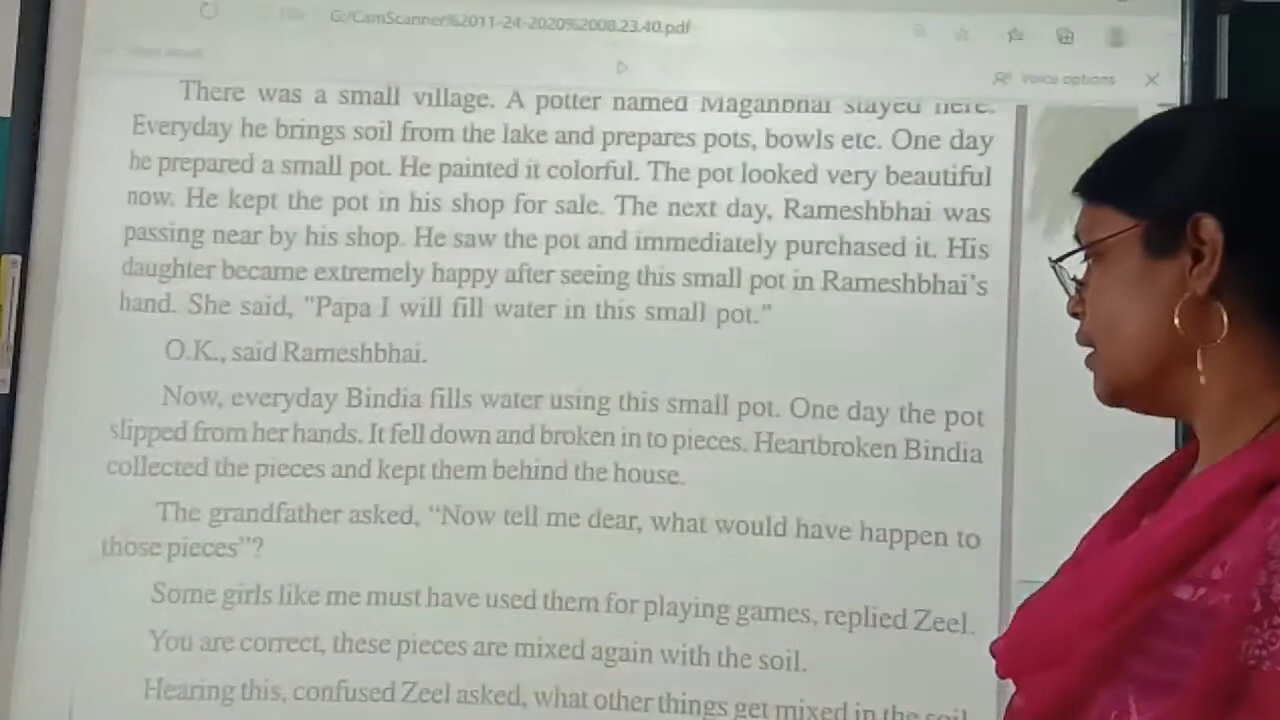 G:/CamScanner%2011-24-2020%2008.23.40.pdf
Voice options
There was a small village. A potter named Maganbhai stayed here.
Everyday he brings soil from the lake and prepares pots, bowls etc. One day
he prepared a small pot. He painted it colorful. The pot looked very beautiful
now. He kept the pot in his shop for sale. The next day, Rameshbhai was
passing near by his shop. He saw the pot and immediately purchased it. His
daughter became extremely happy after seeing this small pot in Rameshbhai's
hand. She said, "Papa I will fill water in this small pot."
O.K., said Rameshbhai.
Now, everyday Bindia fills water using this small pot. One day the pot
slipped from her hands. It fell down and broken in to pieces. Heartbroken Bindia
collected the pieces and kept them behind the house.
The grandfather asked, “Now tell me dear, what would have happen to
those pieces”?
Some girls like me must have used them for playing games, replied Zeel.
You are correct, these pieces are mixed again with the soil.
Hearing this, confused Zeel asked, what other things get mixed in the soil